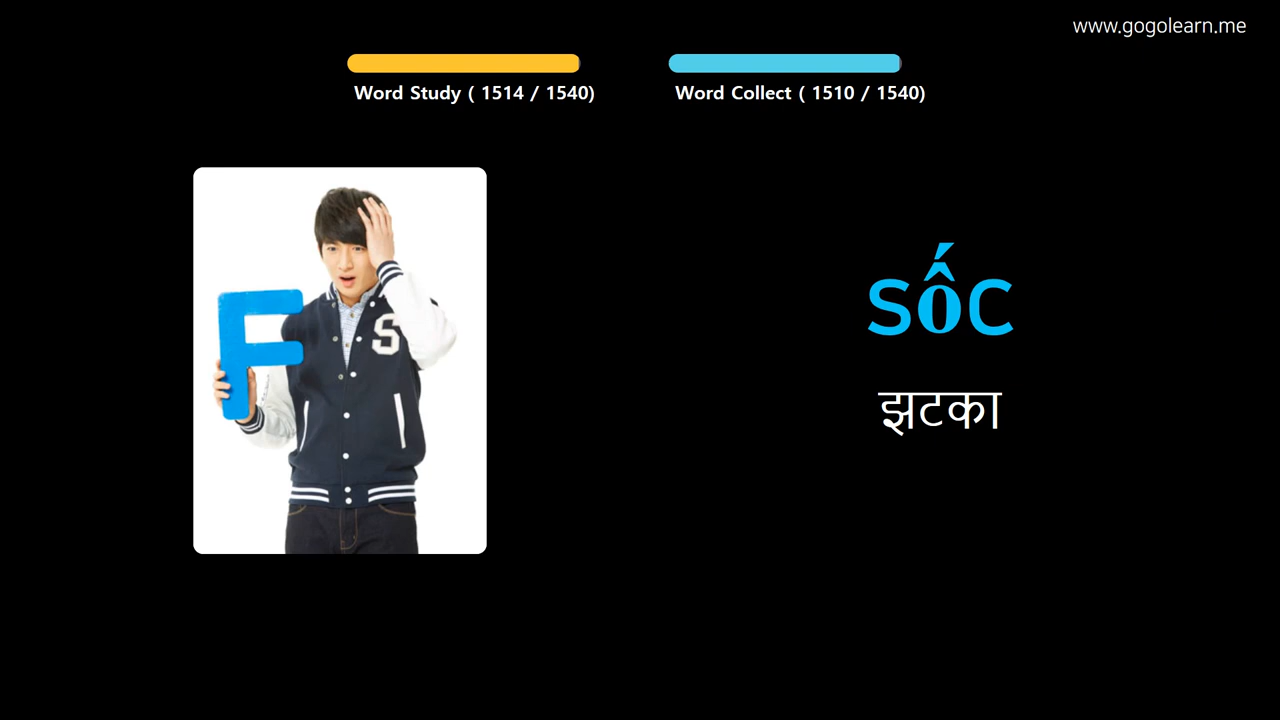 www.gogolearn.me
Word Study ( 1514 / 1540)
Word Collect ( 1510 / 1540)
F
S
sốc
झटका